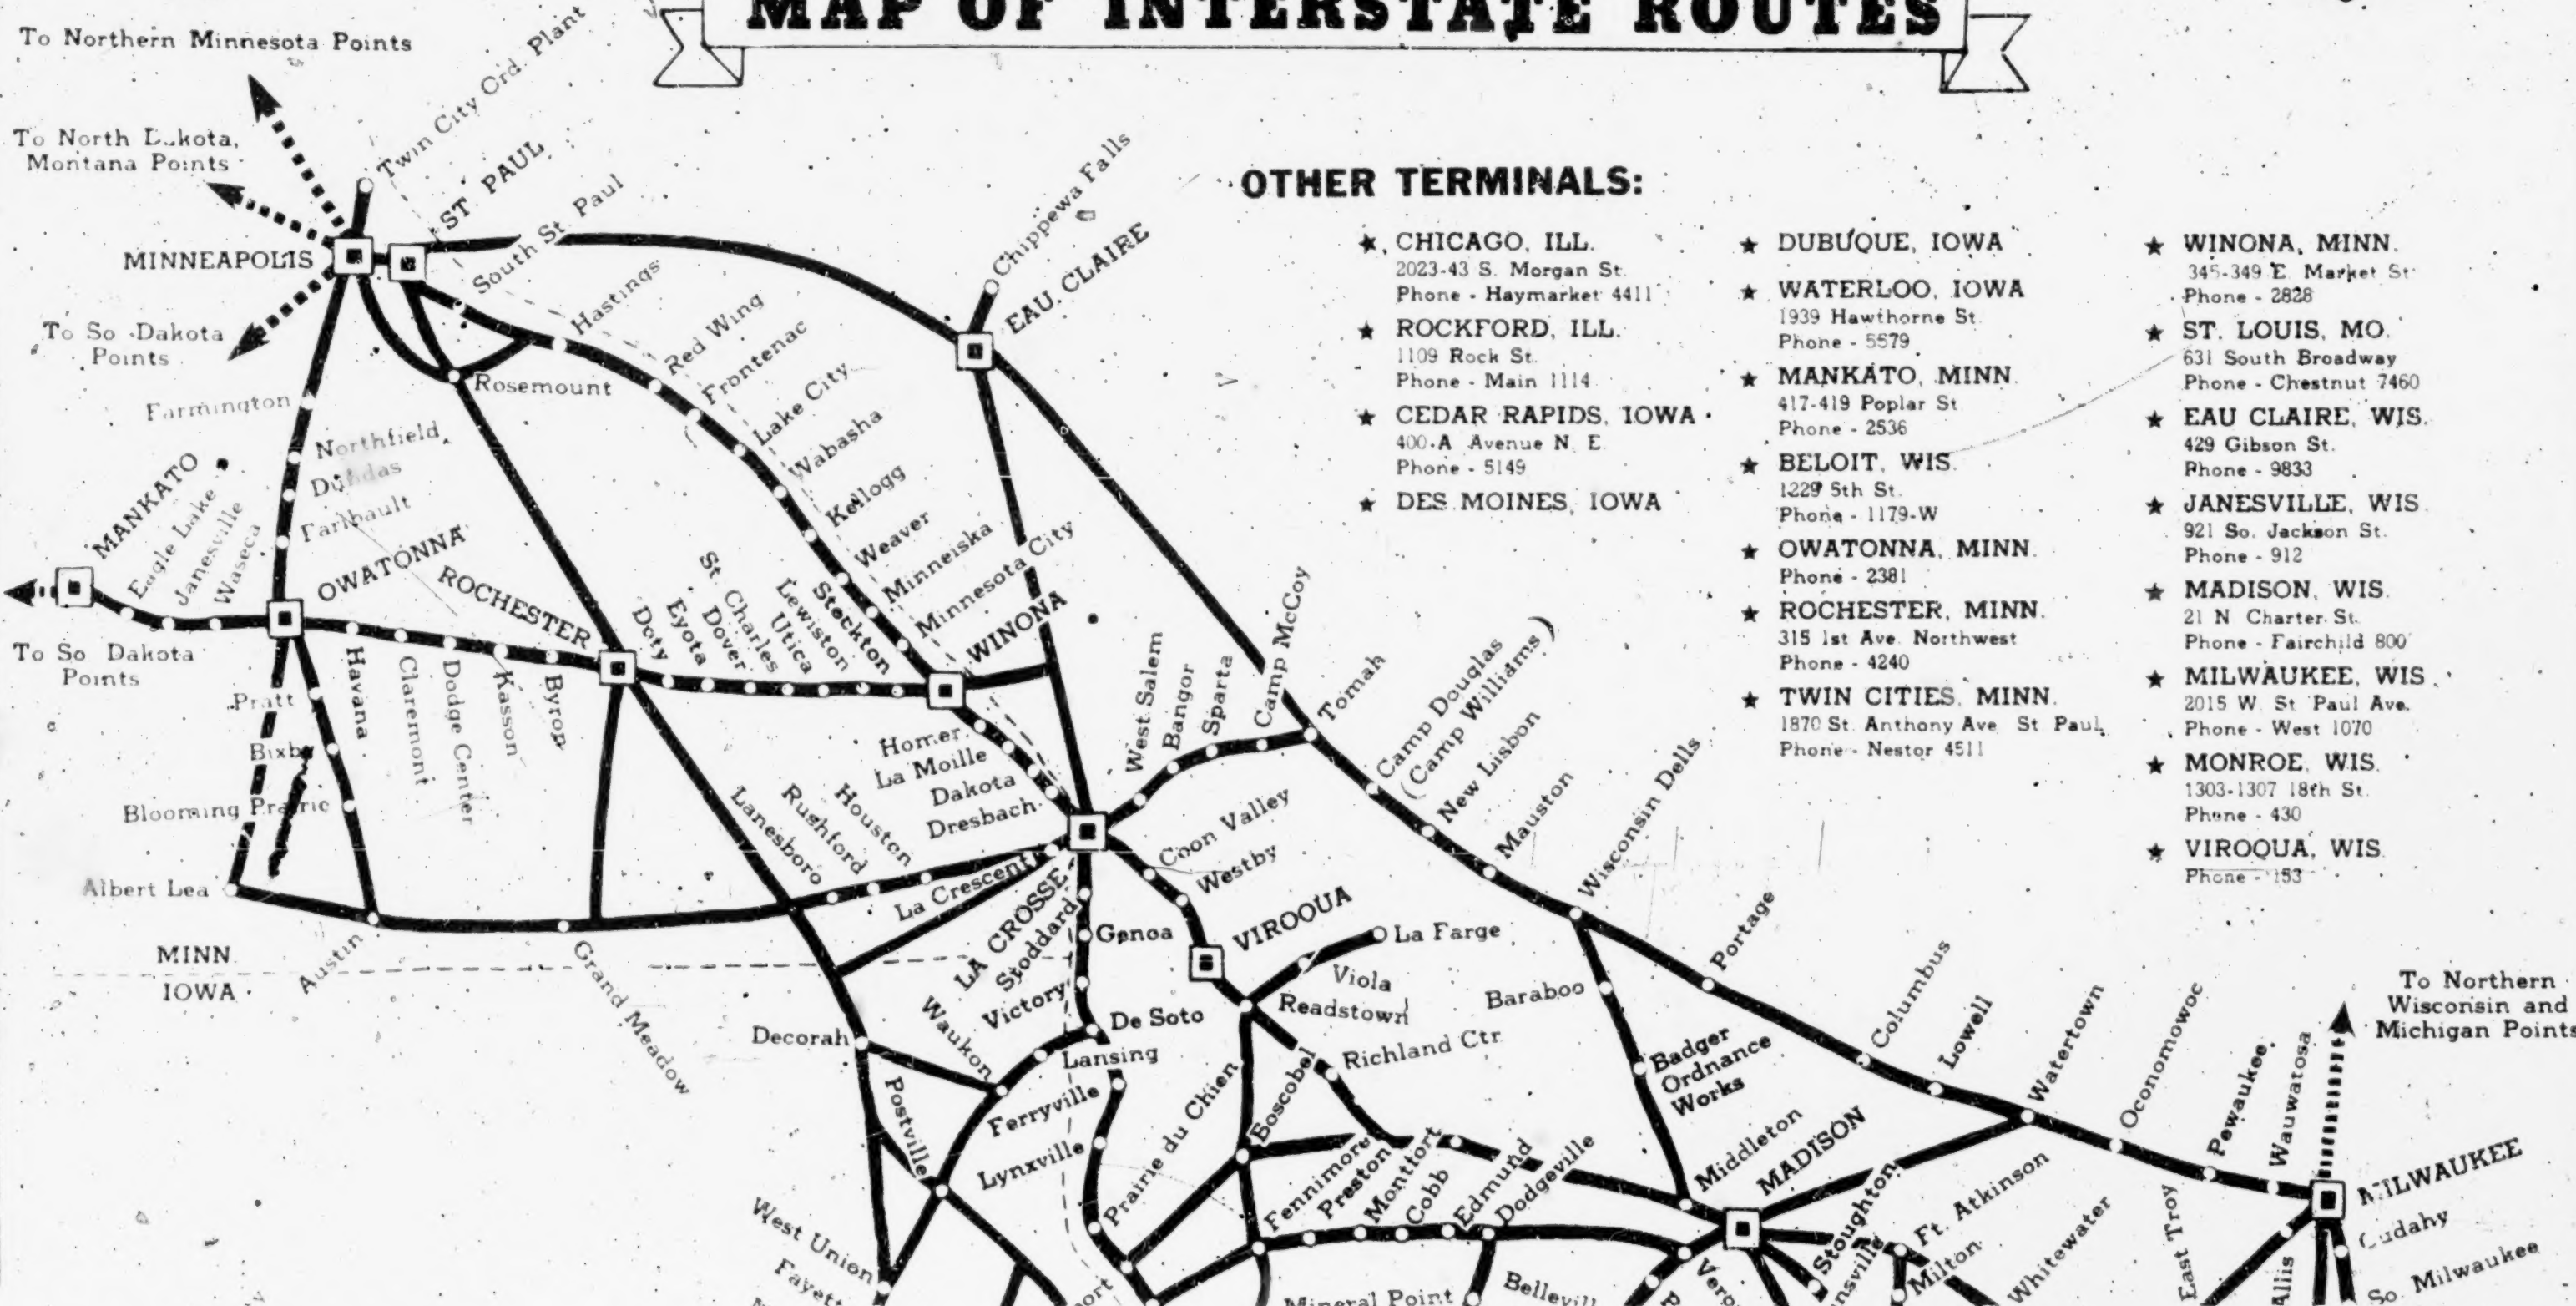 MAP OF INTERSTATE ROUTES
To Northern Minnesota Points
Twin City Ord. Plant
To North Dakota,
Montana Points
ST. PAUL
South St. Paul
MINNEAPOLIS
To So. Dakota
Points
Chippewa Falls
EAU CLAIRE
Hastings
Red Wing
Frontenac
Lake City
Wabasha
Kellogg
Weaver
Minneiska
Minnesota City
WINONA
Rosemount
Farmington
Northfield
Dundas
Faribault
MANKATO
Eagle Lake
Janesville
Waseca
OWATONNA
ROCHESTER
Doty
Eyota
Dover
St. Charles
Utica
Lewiston
Stockton
To So Dakota
Points
Pratt
Bixby
Blooming Prairie
Albert Lea
Havana
Claremont
Dodge Center
Kasson
Byron
Homer
La Moille
Dakota
Dresbach
Lanesboro
Rushford
Houston
La Crescent
LA CROSSE
West Salem
Bangor
Sparta
Camp McCoy
Tomah
Camp Douglas
(Camp Williams)
New Lisbon
Mauston
Wisconsin Dells
Portage
Columbus
Lowell
Watertown
Oconomowoc
Pewaukee
Wauwatosa
MILWAUKEE
Cudahy
So. Milwaukee
To Northern
Wisconsin and
Michigan Points
Coon Valley
Westby
VIROQUA
La Farge
Viola
Readstown
Richland Ctr
Boscobel
Stoddard
Genoa
Victory
De Soto
Lansing
Ferryville
Lynxville
Prairie du Chien
MINN.
IOWA
Austin
Grand Meadow
Decorah
Waukon
Postville
West Union
Baraboo
Badger
Ordnance
Works
Middleton
MADISON
Fennimore
Preston
Montfort
Cobb
Edmund
Dodgeville
Mineral Point
Stoughton
Ft. Atkinson
Milton
Whitewater
East Troy
OTHER TERMINALS:
★ CHICAGO, ILL.
2023-43 S. Morgan St.
Phone - Haymarket 4411
★ ROCKFORD, ILL.
1109 Rock St.
Phone - Main 1114
★ CEDAR RAPIDS, IOWA
400-A Avenue N. E.
Phone - 5149
★ DES MOINES, IOWA
★ DUBUQUE, IOWA
★ WATERLOO, IOWA
1939 Hawthorne St.
Phone - 5579
★ MANKATO, MINN.
417-419 Poplar St
Phone - 2536
★ BELOIT, WIS.
1229 5th St.
Phone - 1179-W
★ OWATONNA, MINN.
Phone - 2381
★ ROCHESTER, MINN.
315 1st Ave. Northwest
Phone - 4240
★ TWIN CITIES, MINN.
1870 St. Anthony Ave. St Paul,
Phone - Nestor 4511
★ WINONA, MINN.
345-349 E. Market St.
Phone - 2828
★ ST. LOUIS, MO.
631 South Broadway
Phone - Chestnut 7460
★ EAU CLAIRE, WIS.
429 Gibson St.
Phone - 9833
★ JANESVILLE, WIS.
921 So. Jackson St.
Phone - 912
★ MADISON, WIS.
21 N Charter St.
Phone - Fairchild 800
★ MILWAUKEE, WIS.
2015 W. St. Paul Ave.
Phone - West 1070
★ MONROE, WIS.
1303-1307 18th St.
Phone - 430
★ VIROQUA, WIS.
Phone - 153